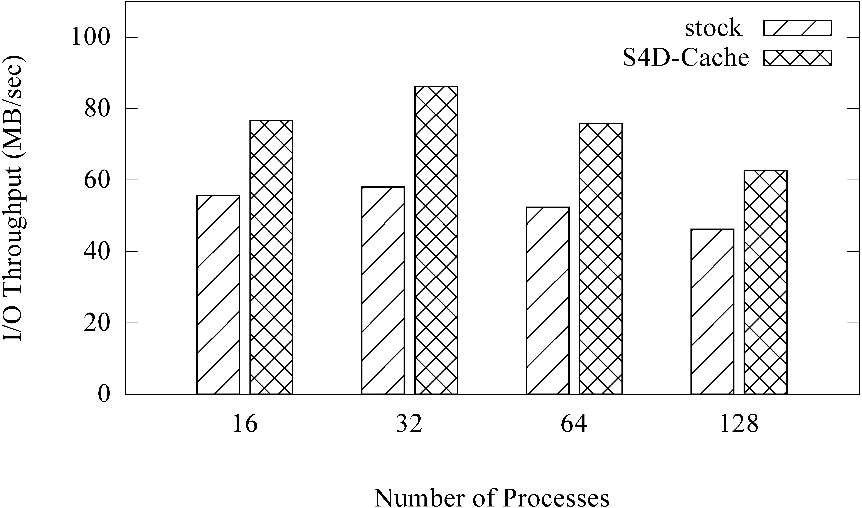 I/O Throughput (MB/sec)
100
80
60
40
20
0
stock
S4D-Cache
16 32 64 128
Number of Processes